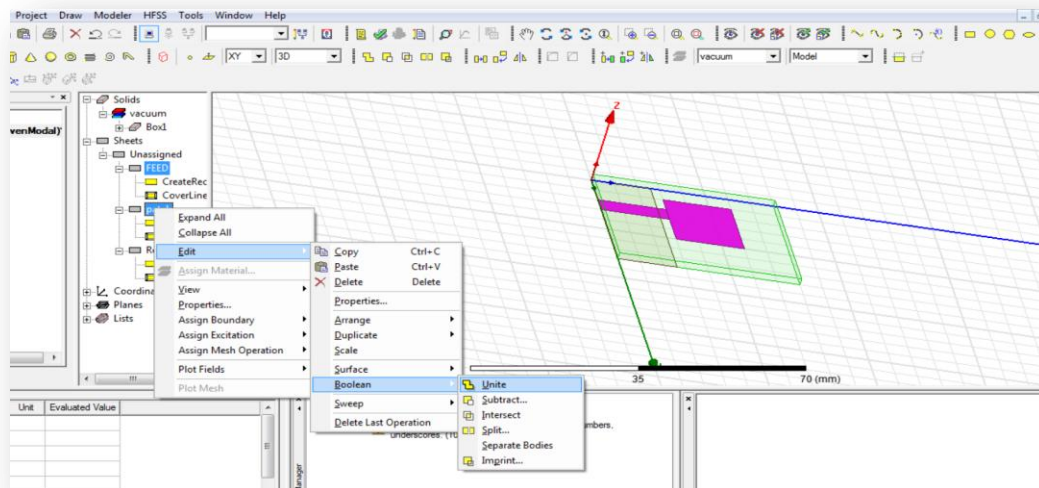 Project Draw Modeler HFSS Tools Window Help
XY 3D vacuum Model
venModal)
Solids
vacuum
Box1
Sheets
Unassigned
FEED
CreateRec
CoverLine
Coordina
Planes
Lists
Expand All
Collapse All
Edit
Assign Material...
View
Properties...
Assign Boundary
Assign Excitation
Assign Mesh Operation
Plot Fields
Plot Mesh
Copy Ctrl+C
Paste Ctrl+V
Delete Delete
Properties...
Arrange
Duplicate
Scale
Surface
Boolean
Sweep
Delete Last Operation
Unite
Subtract...
Intersect
Split...
Separate Bodies
Imprint...
Z
35 70 (mm)
Unit Evaluated Value
mbers,
underscores. (10
anager